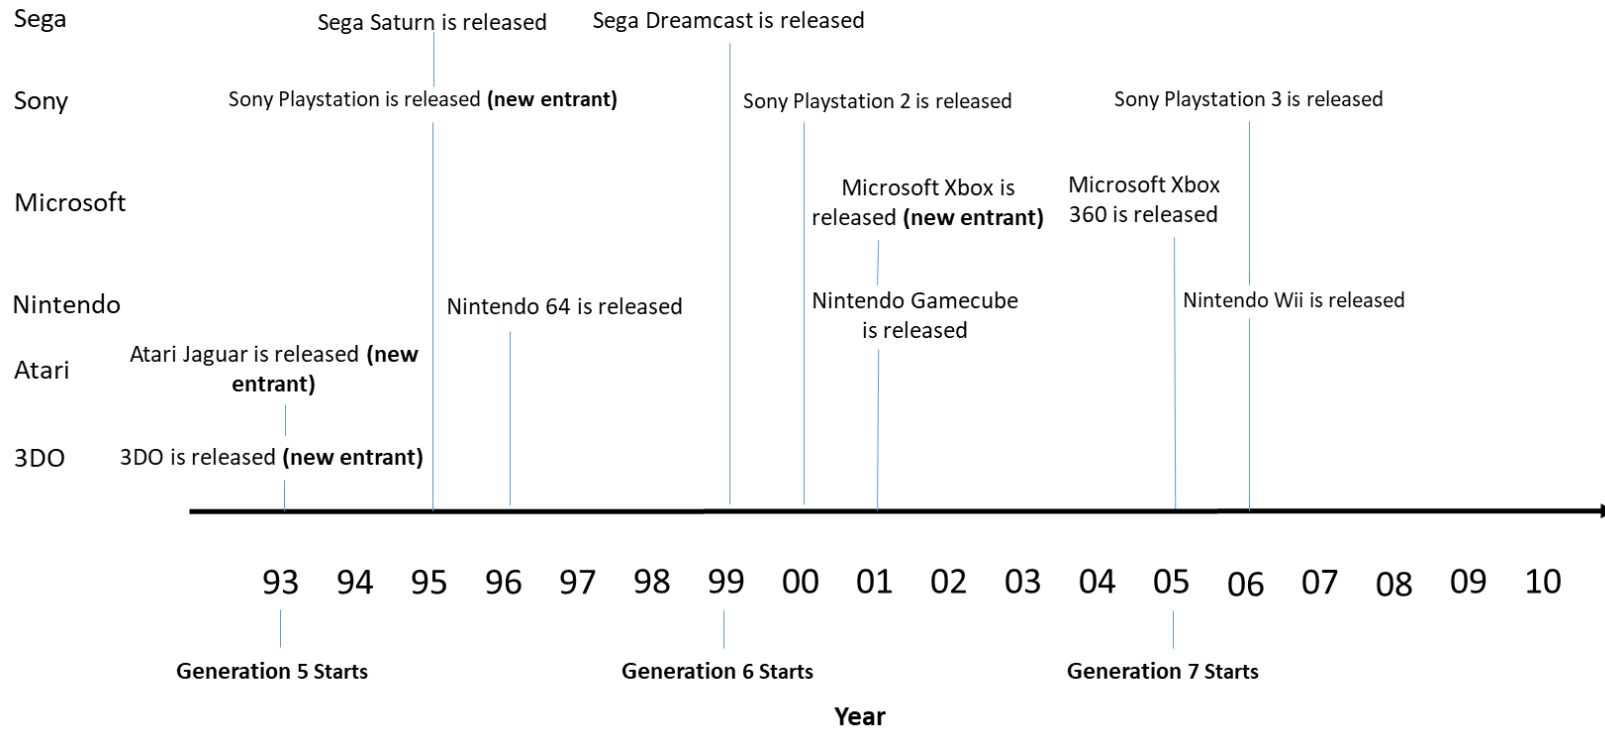 Sega
Sega Saturn is released
Sega Dreamcast is released
Sony
Sony Playstation is released (new entrant)
Sony Playstation 2 is released
Sony Playstation 3 is released
Microsoft
Microsoft Xbox is
released (new entrant)
Microsoft Xbox
360 is released
Nintendo
Nintendo 64 is released
Nintendo Gamecube
is released
Nintendo Wii is released
Atari
Atari Jaguar is released (new
entrant)
3DO
3DO is released (new entrant)
93 94 95 96 97 98 99 00 01 02 03 04 05 06 07 08 09 10
Generation 5 Starts
Generation 6 Starts
Generation 7 Starts
Year